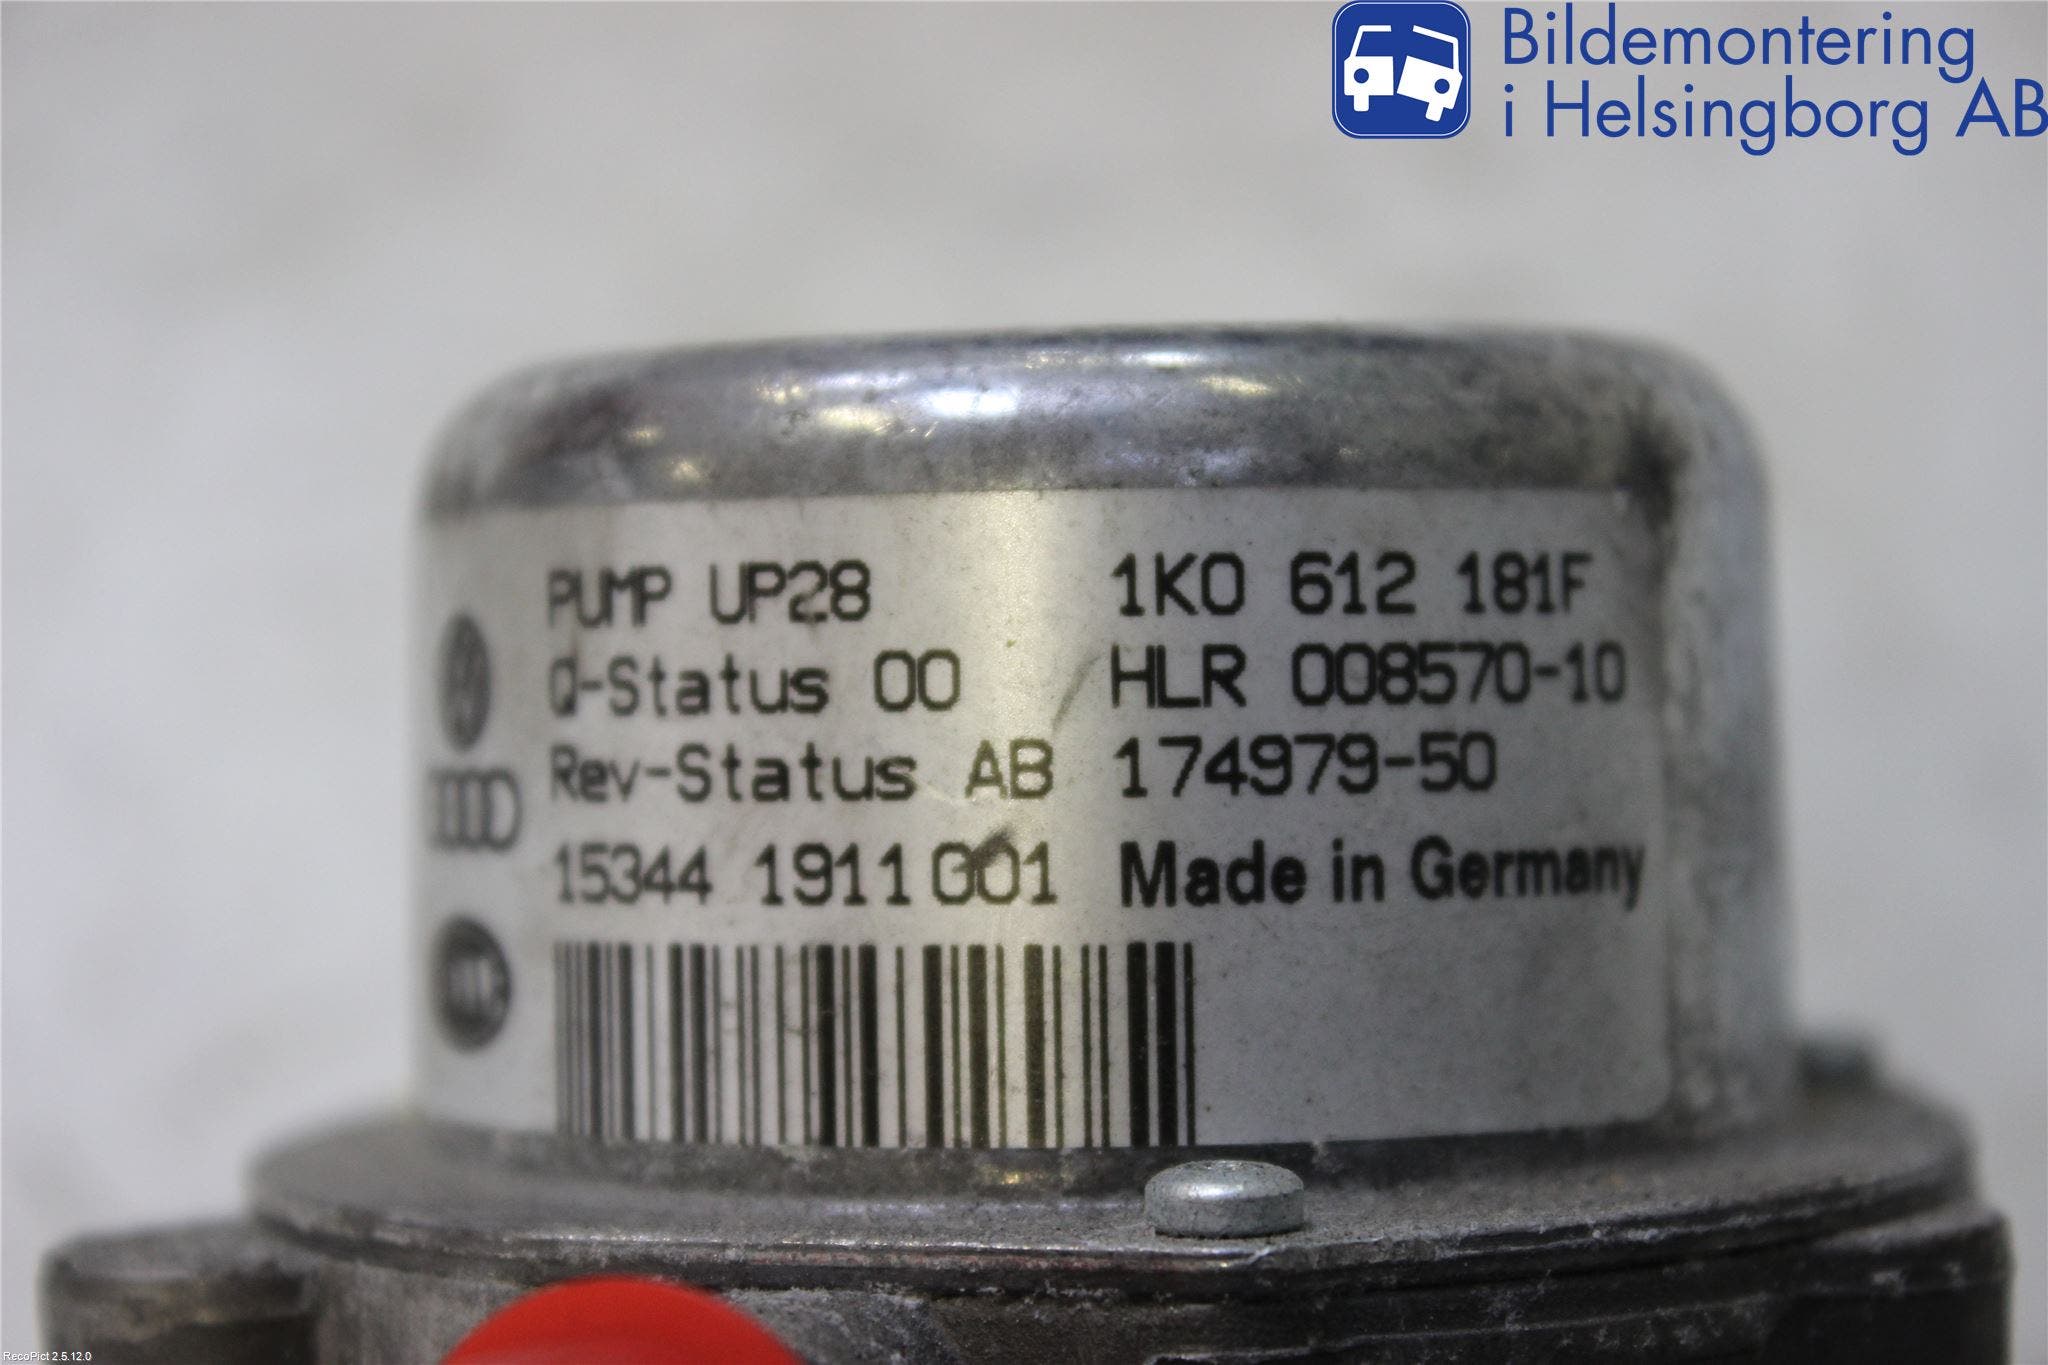 Bildemontering
i Helsingborg AB
PUMP UP28 1K0 612 181F
Q-Status 00 HLR 008570-10
Rev-Status AB 174979-50
15344 1911 001 Made in Germany
RecoPict 2.5.12.0